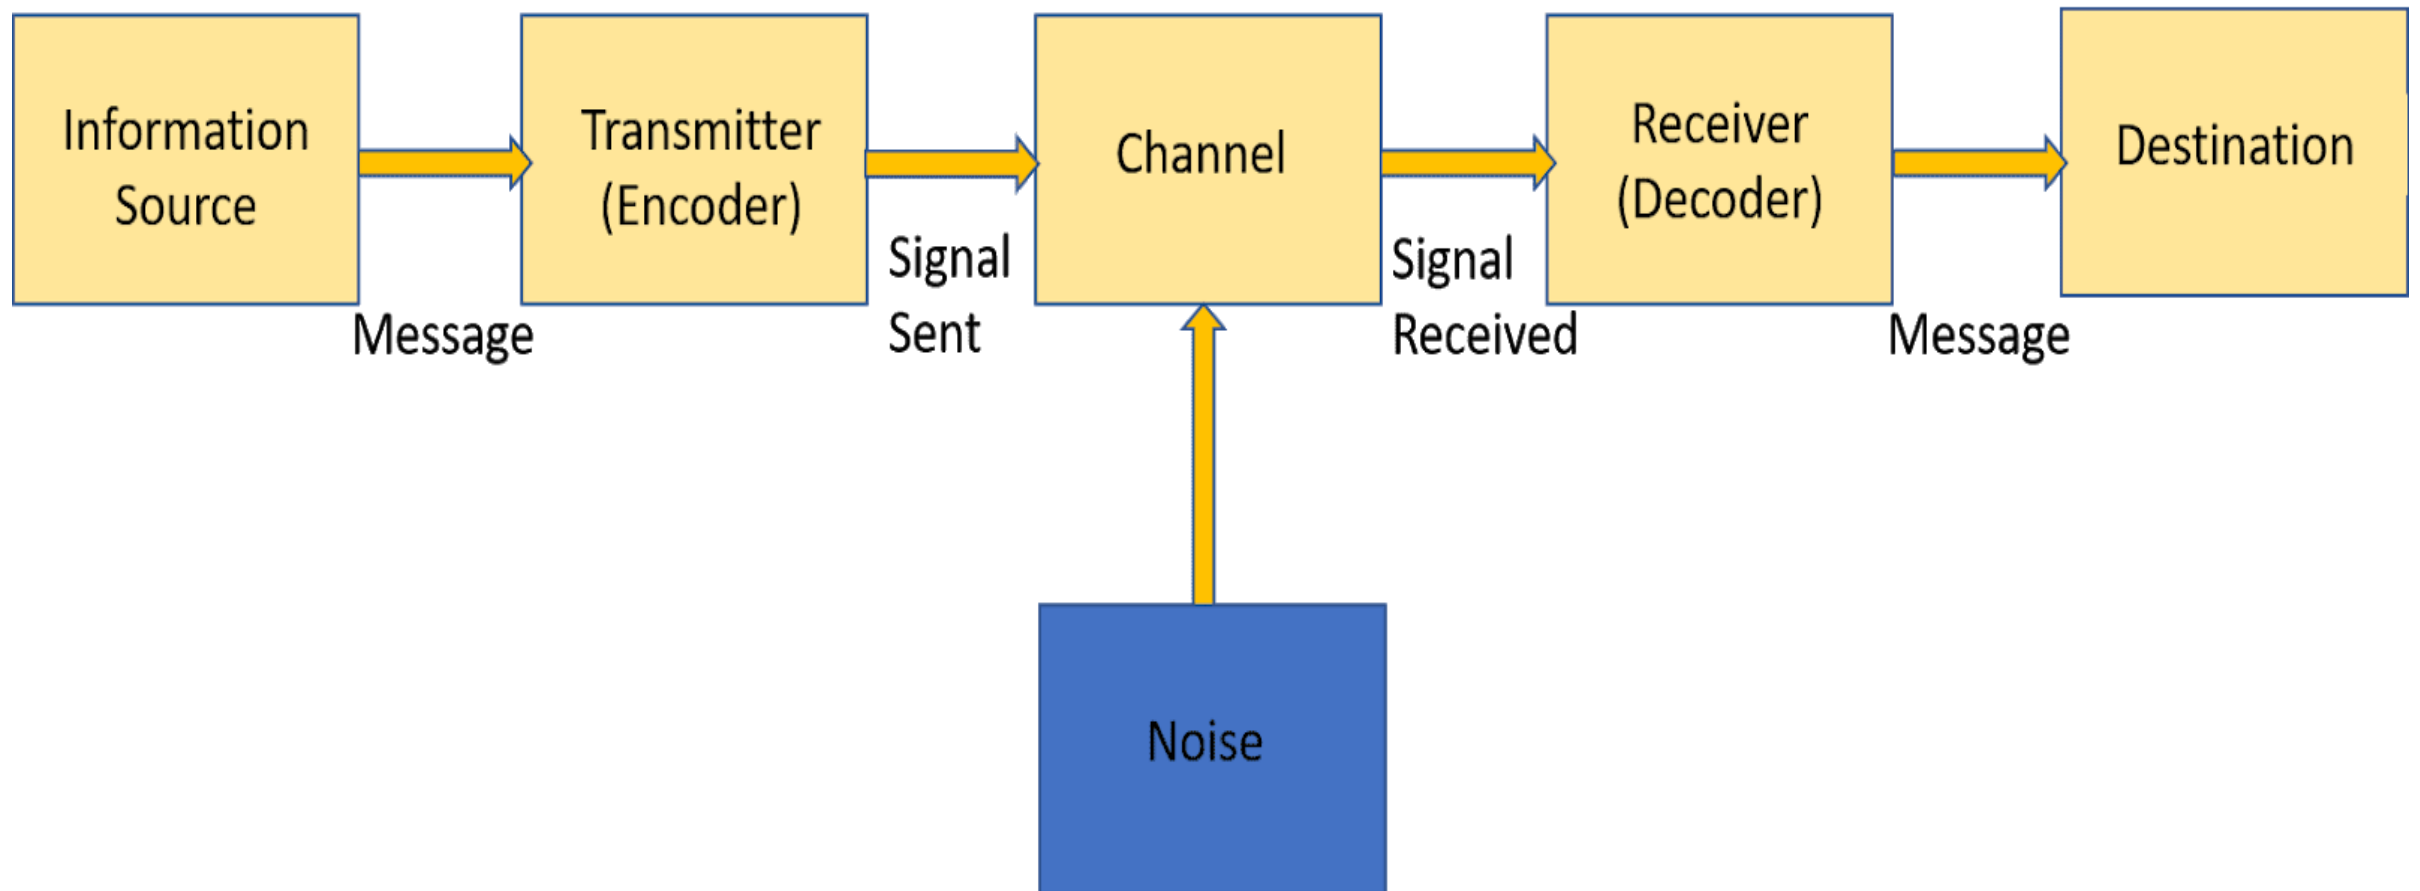 Information
Source
Transmitter
(Encoder)
Channel
Receiver
(Decoder)
Destination
Message
Signal
Sent
Signal
Received
Message
Noise